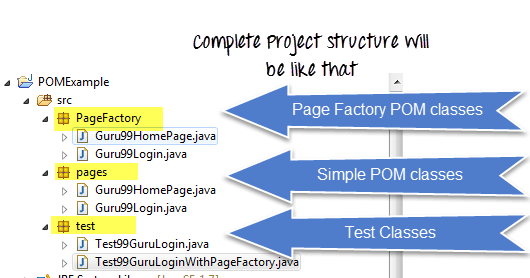 Complete Project structure will
be like that
POMExample
src
PageFactory
Page Factory POM classes
Guru99HomePage.java
Guru99Login.java
pages
Simple POM classes
Guru99HomePage.java
Guru99Login.java
test
Test Classes
Test99GuruLogin.java
Test99GuruLoginWithPageFactory.java